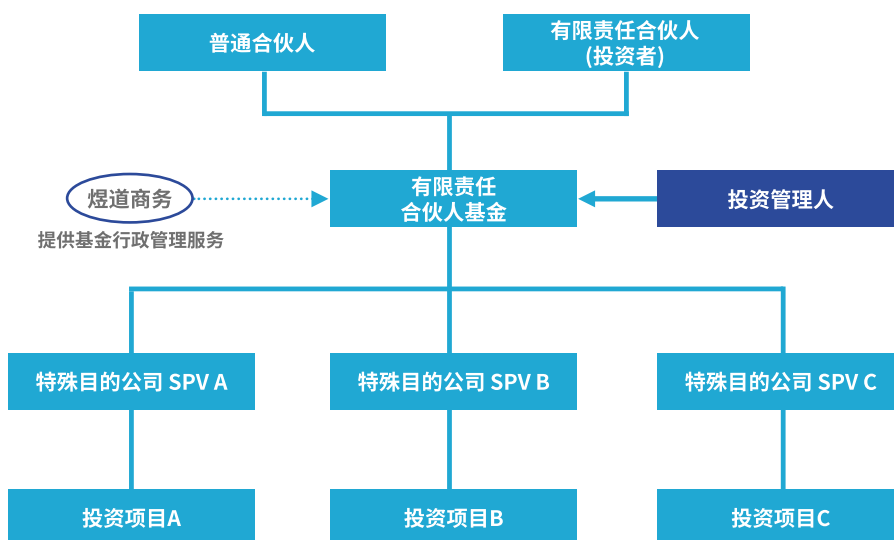 普通合伙人
有限责任合伙人
(投资者)
煜道商务
提供基金行政管理服务
有限责任
合伙人基金
投资管理人
特殊目的公司 SPV A
特殊目的公司 SPV B
特殊目的公司 SPV C
投资项目A
投资项目B
投资项目C